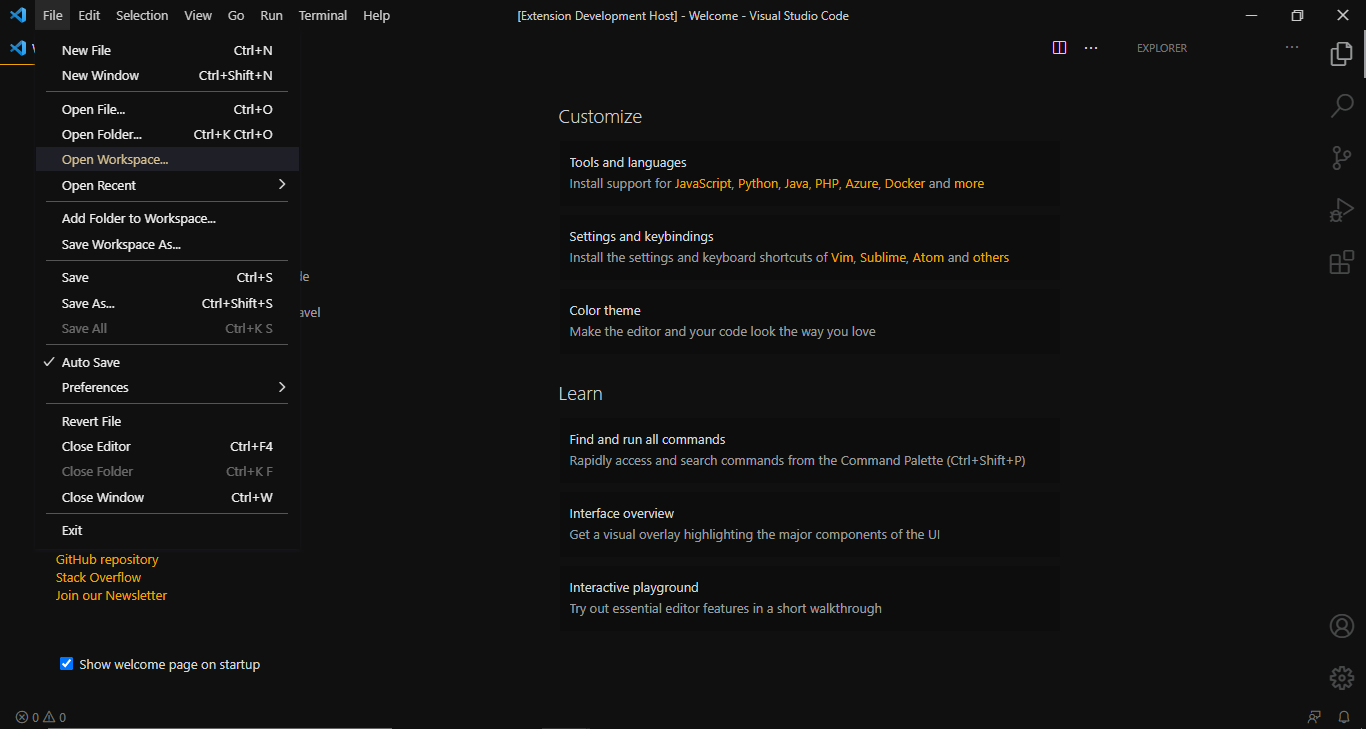 File Edit Selection View Go Run Terminal Help [Extension Development Host] - Welcome - Visual Studio Code
EXPLORER
New File Ctrl+N
New Window Ctrl+Shift+N
Open File... Ctrl+O
Open Folder... Ctrl+K Ctrl+O
Open Workspace...
Open Recent
Add Folder to Workspace...
Save Workspace As...
Save Ctrl+S
Save As... Ctrl+Shift+S
Save All Ctrl+K S
Auto Save
Preferences
Revert File
Close Editor Ctrl+F4
Close Folder Ctrl+K F
Close Window Ctrl+W
Exit
GitHub repository
Stack Overflow
Join our Newsletter
Show welcome page on startup
Customize
Tools and languages
Install support for JavaScript, Python, Java, PHP, Azure, Docker and more
Settings and keybindings
Install the settings and keyboard shortcuts of Vim, Sublime, Atom and others
Color theme
Make the editor and your code look the way you love
Learn
Find and run all commands
Rapidly access and search commands from the Command Palette (Ctrl+Shift+P)
Interface overview
Get a visual overlay highlighting the major components of the UI
Interactive playground
Try out essential editor features in a short walkthrough
0 0